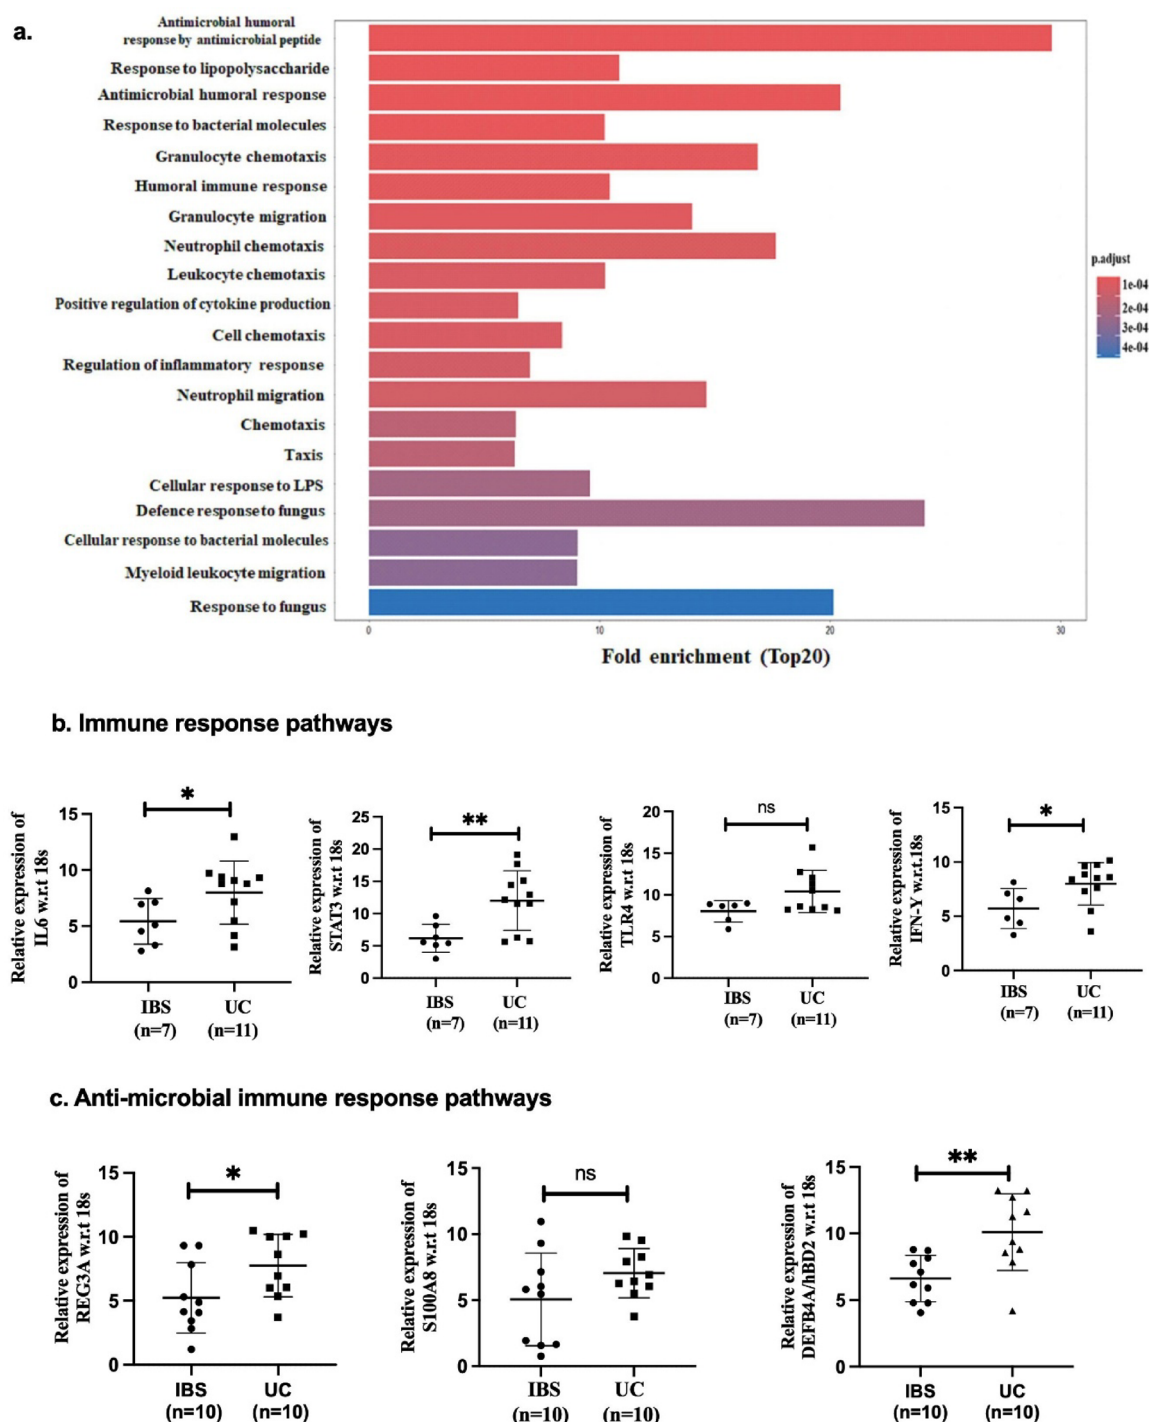 a.
Antimicrobial humoral
response by antimicrobial peptide
Response to lipopolysaccharide
Antimicrobial humoral response
Response to bacterial molecules
Granulocyte chemotaxis
Humoral immune response
Granulocyte migration
Neutrophil chemotaxis
Leukocyte chemotaxis
Positive regulation of cytokine production
Cell chemotaxis
Regulation of inflammatory response
Neutrophil migration
Chemotaxis
Taxis
Cellular response to LPS
Defence response to fungus
Cellular response to bacterial molecules
Myeloid leukocyte migration
Response to fungus
0 10 20 30
Fold enrichment (Top20)
p.adjust
1e-04
2e-04
3e-04
4e-04
b. Immune response pathways
Relative expression of
IL6 w.r.t 18s
15
10
5
0
*
IBS UC
(n=7) (n=11)
Relative expression of
STAT3 w.r.t 18s
25
20
15
10
5
0
**
IBS UC
(n=7) (n=11)
Relative expression of
TLR4 w.r.t 18s
20
15
10
5
0
ns
IBS UC
(n=7) (n=11)
Relative expression of
IFN-Y w.r.t.18s
15
10
5
0
*
IBS UC
(n=7) (n=11)
c. Anti-microbial immune response pathways
Relative expression of
REG3A w.r.t 18s
15
10
5
0
*
IBS UC
(n=10) (n=10)
Relative expression of
S100A8 w.r.t 18s
15
10
5
0
ns
IBS UC
(n=10) (n=10)
Relative expression of
DEFB4A/hBD2 w.r.t 18s
15
10
5
0
**
IBS UC
(n=10) (n=10)